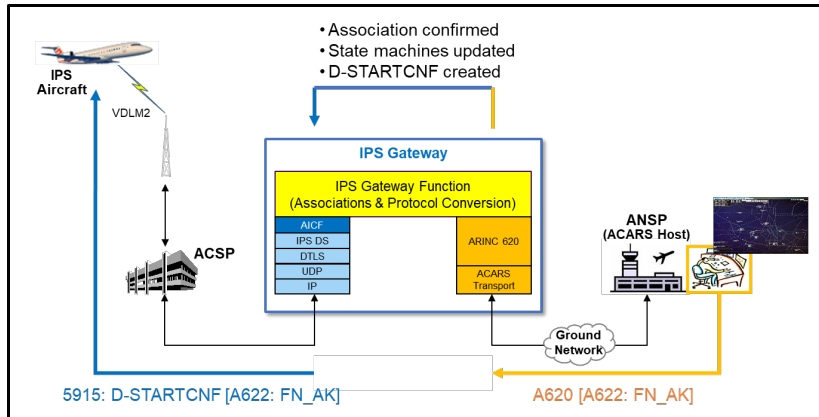 • Association confirmed
• State machines updated
• D-STARTCNF created
IPS
Aircraft
VDLM2
IPS Gateway
IPS Gateway Function
(Associations & Protocol Conversion)
AICF
IPS DS
DTLS
UDP
IP
ARINC 620
ACARS
Transport
ACSP
ANSP
(ACARS Host)
Ground
Network
5915: D-STARTCNF [A622: FN_AK]
A620 [A622: FN_AK]